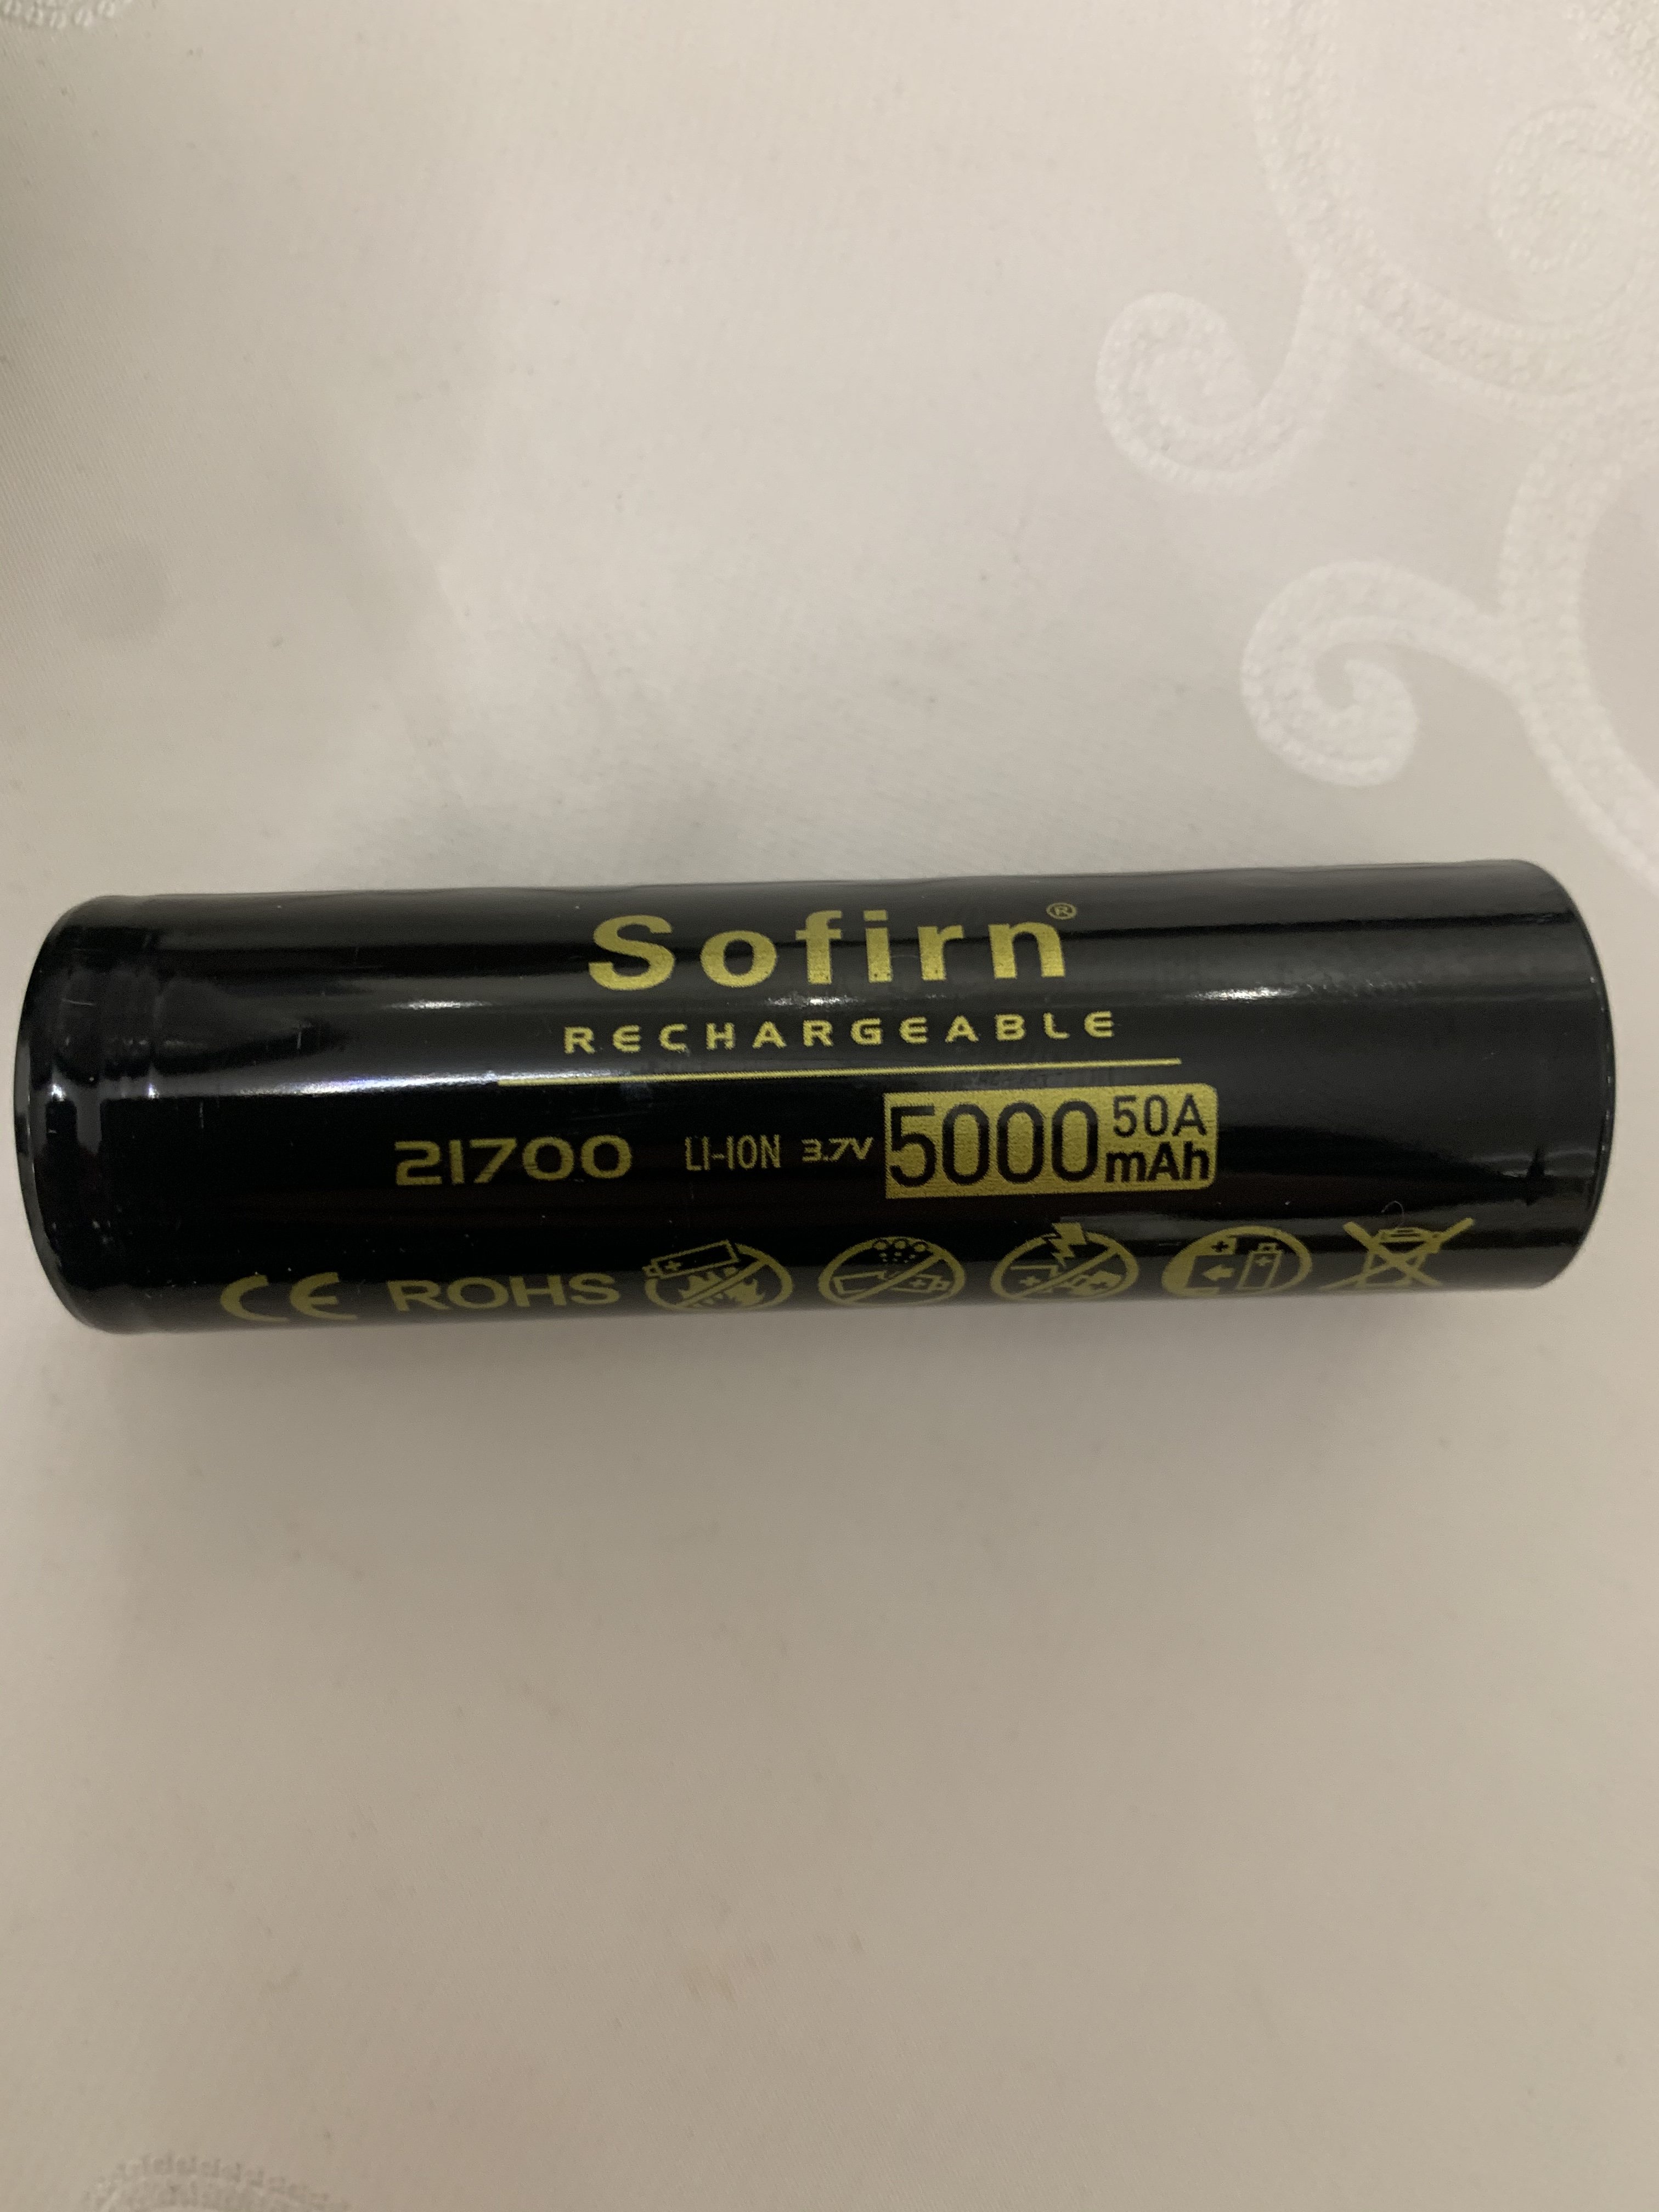 Sofirn®
RECHARGEABLE
21700 LI-ION 3.7V 5000 50A mAh
CE ROHS